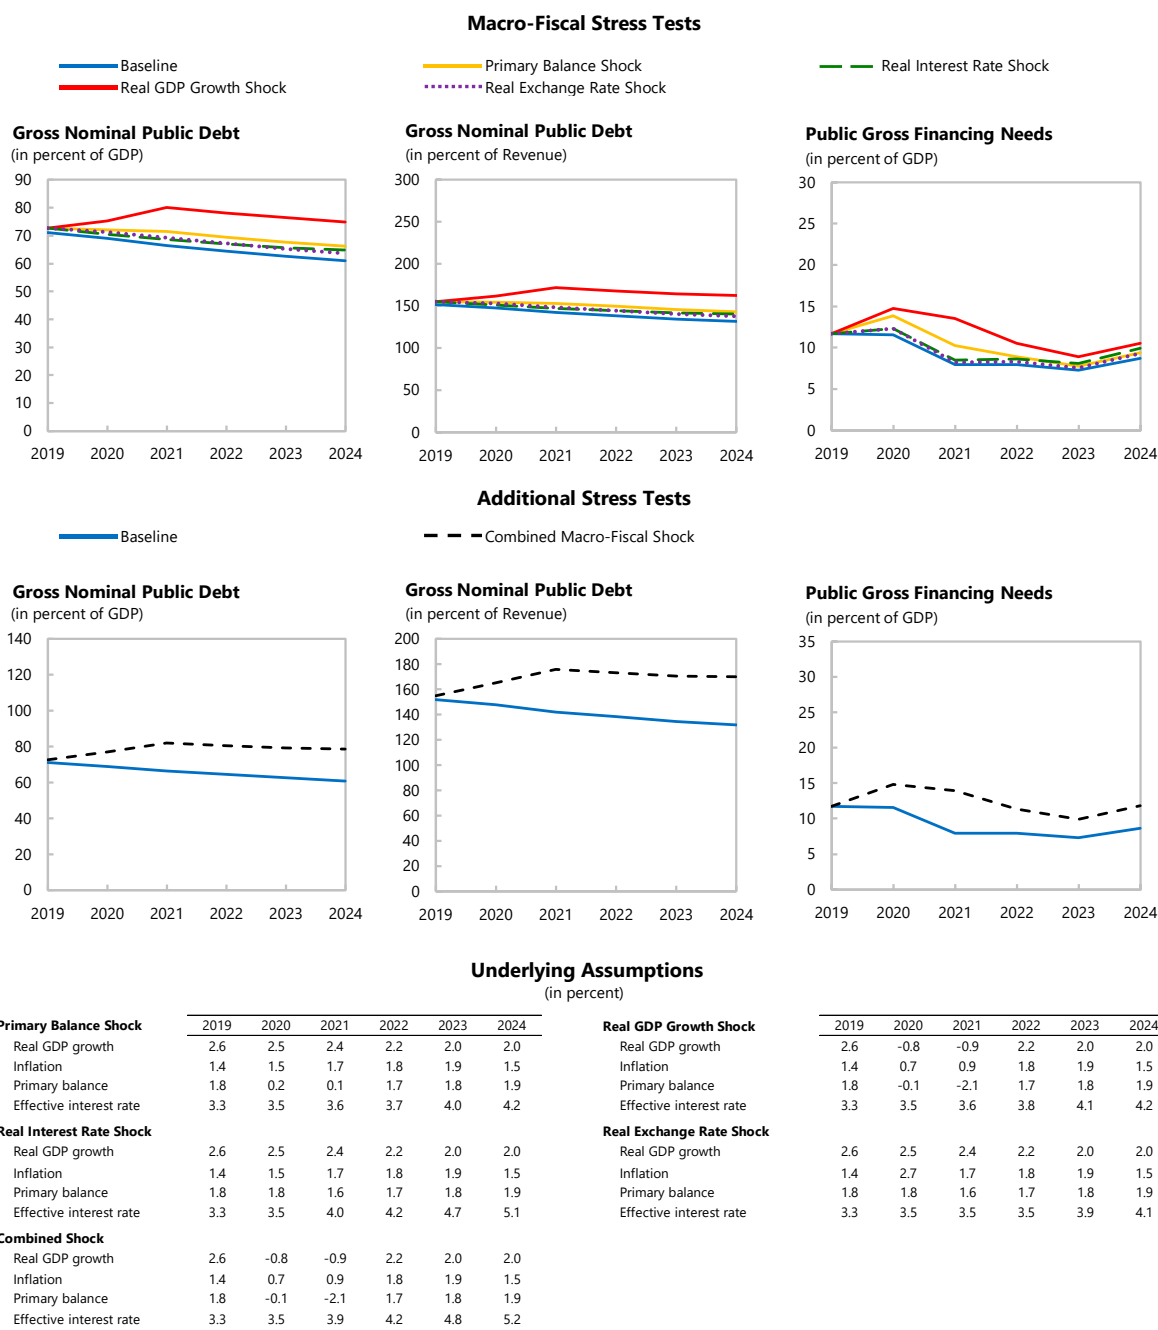 Macro-Fiscal Stress Tests
Baseline Primary Balance Shock Real Interest Rate Shock
Real GDP Growth Shock Real Exchange Rate Shock
Gross Nominal Public Debt
(in percent of GDP)
90
80
70
60
50
40
30
20
10
0
2019 2020 2021 2022 2023 2024
Gross Nominal Public Debt
(in percent of Revenue)
300
250
200
150
100
50
0
2019 2020 2021 2022 2023 2024
Public Gross Financing Needs
(in percent of GDP)
30
25
20
15
10
5
0
2019 2020 2021 2022 2023 2024
Additional Stress Tests
Baseline Combined Macro-Fiscal Shock
Gross Nominal Public Debt
(in percent of GDP)
140
120
100
80
60
40
20
0
2019 2020 2021 2022 2023 2024
Gross Nominal Public Debt
(in percent of Revenue)
200
180
160
140
120
100
80
60
40
20
0
2019 2020 2021 2022 2023 2024
Public Gross Financing Needs
(in percent of GDP)
35
30
25
20
15
10
5
0
2019 2020 2021 2022 2023 2024
Underlying Assumptions
(in percent)
Primary Balance Shock 2019 2020 2021 2022 2023 2024
Real GDP growth 2.6 2.5 2.4 2.2 2.0 2.0
Inflation 1.4 1.5 1.7 1.8 1.9 1.5
Primary balance 1.8 0.2 0.1 1.7 1.8 1.9
Effective interest rate 3.3 3.5 3.6 3.7 4.0 4.2
Real Interest Rate Shock
Real GDP growth 2.6 2.5 2.4 2.2 2.0 2.0
Inflation 1.4 1.5 1.7 1.8 1.9 1.5
Primary balance 1.8 1.8 1.6 1.7 1.8 1.9
Effective interest rate 3.3 3.5 4.0 4.2 4.7 5.1
Combined Shock
Real GDP growth 2.6 -0.8 -0.9 2.2 2.0 2.0
Inflation 1.4 0.7 0.9 1.8 1.9 1.5
Primary balance 1.8 -0.1 -2.1 1.7 1.8 1.9
Effective interest rate 3.3 3.5 3.9 4.2 4.8 5.2
Real GDP Growth Shock 2019 2020 2021 2022 2023 2024
Real GDP growth 2.6 -0.8 -0.9 2.2 2.0 2.0
Inflation 1.4 0.7 0.9 1.8 1.9 1.5
Primary balance 1.8 -0.1 -2.1 1.7 1.8 1.9
Effective interest rate 3.3 3.5 3.6 3.8 4.1 4.2
Real Exchange Rate Shock
Real GDP growth 2.6 2.5 2.4 2.2 2.0 2.0
Inflation 1.4 2.7 1.7 1.8 1.9 1.5
Primary balance 1.8 1.8 1.6 1.7 1.8 1.9
Effective interest rate 3.3 3.5 3.5 3.5 3.9 4.1